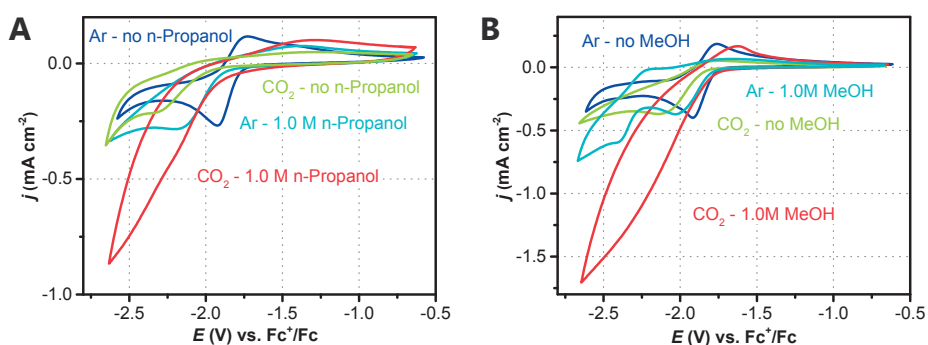 A
Ar - no n-Propanol
CO₂ - no n-Propanol
Ar - 1.0 M n-Propanol
CO₂ - 1.0 M n-Propanol
0.0
-0.5
-1.0
j (mA cm⁻²)
-2.5 -2.0 -1.5 -1.0 -0.5
E (V) vs. Fc⁺/Fc
B
Ar - no MeOH
Ar - 1.0M MeOH
CO₂ - no MeOH
CO₂ - 1.0M MeOH
0.0
-0.5
-1.0
-1.5
j (mA cm⁻²)
-2.5 -2.0 -1.5 -1.0 -0.5
E (V) vs. Fc⁺/Fc